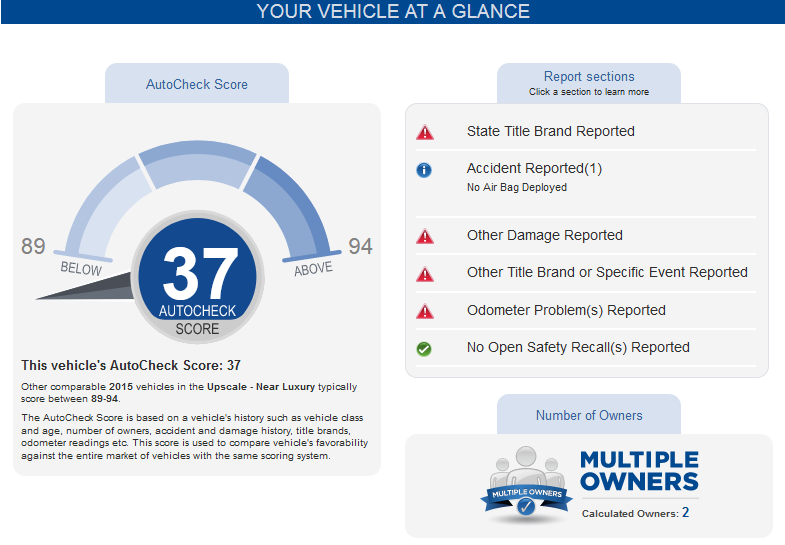 YOUR VEHICLE AT A GLANCE
AutoCheck Score
89
94
BELOW
ABOVE
37
AUTOCHECK
SCORE
This vehicle's AutoCheck Score: 37
Other comparable 2015 vehicles in the Upscale - Near Luxury typically
score between 89-94.
The AutoCheck Score is based on a vehicle's history such as vehicle class
and age, number of owners, accident and damage history, title brands,
odometer readings etc. This score is used to compare vehicle's favorability
against the entire market of vehicles with the same scoring system.
Report sections
Click a section to learn more
State Title Brand Reported
Accident Reported(1)
No Air Bag Deployed
Other Damage Reported
Other Title Brand or Specific Event Reported
Odometer Problem(s) Reported
No Open Safety Recall(s) Reported
Number of Owners
MULTIPLE OWNERS
MULTIPLE
OWNERS
Calculated Owners: 2